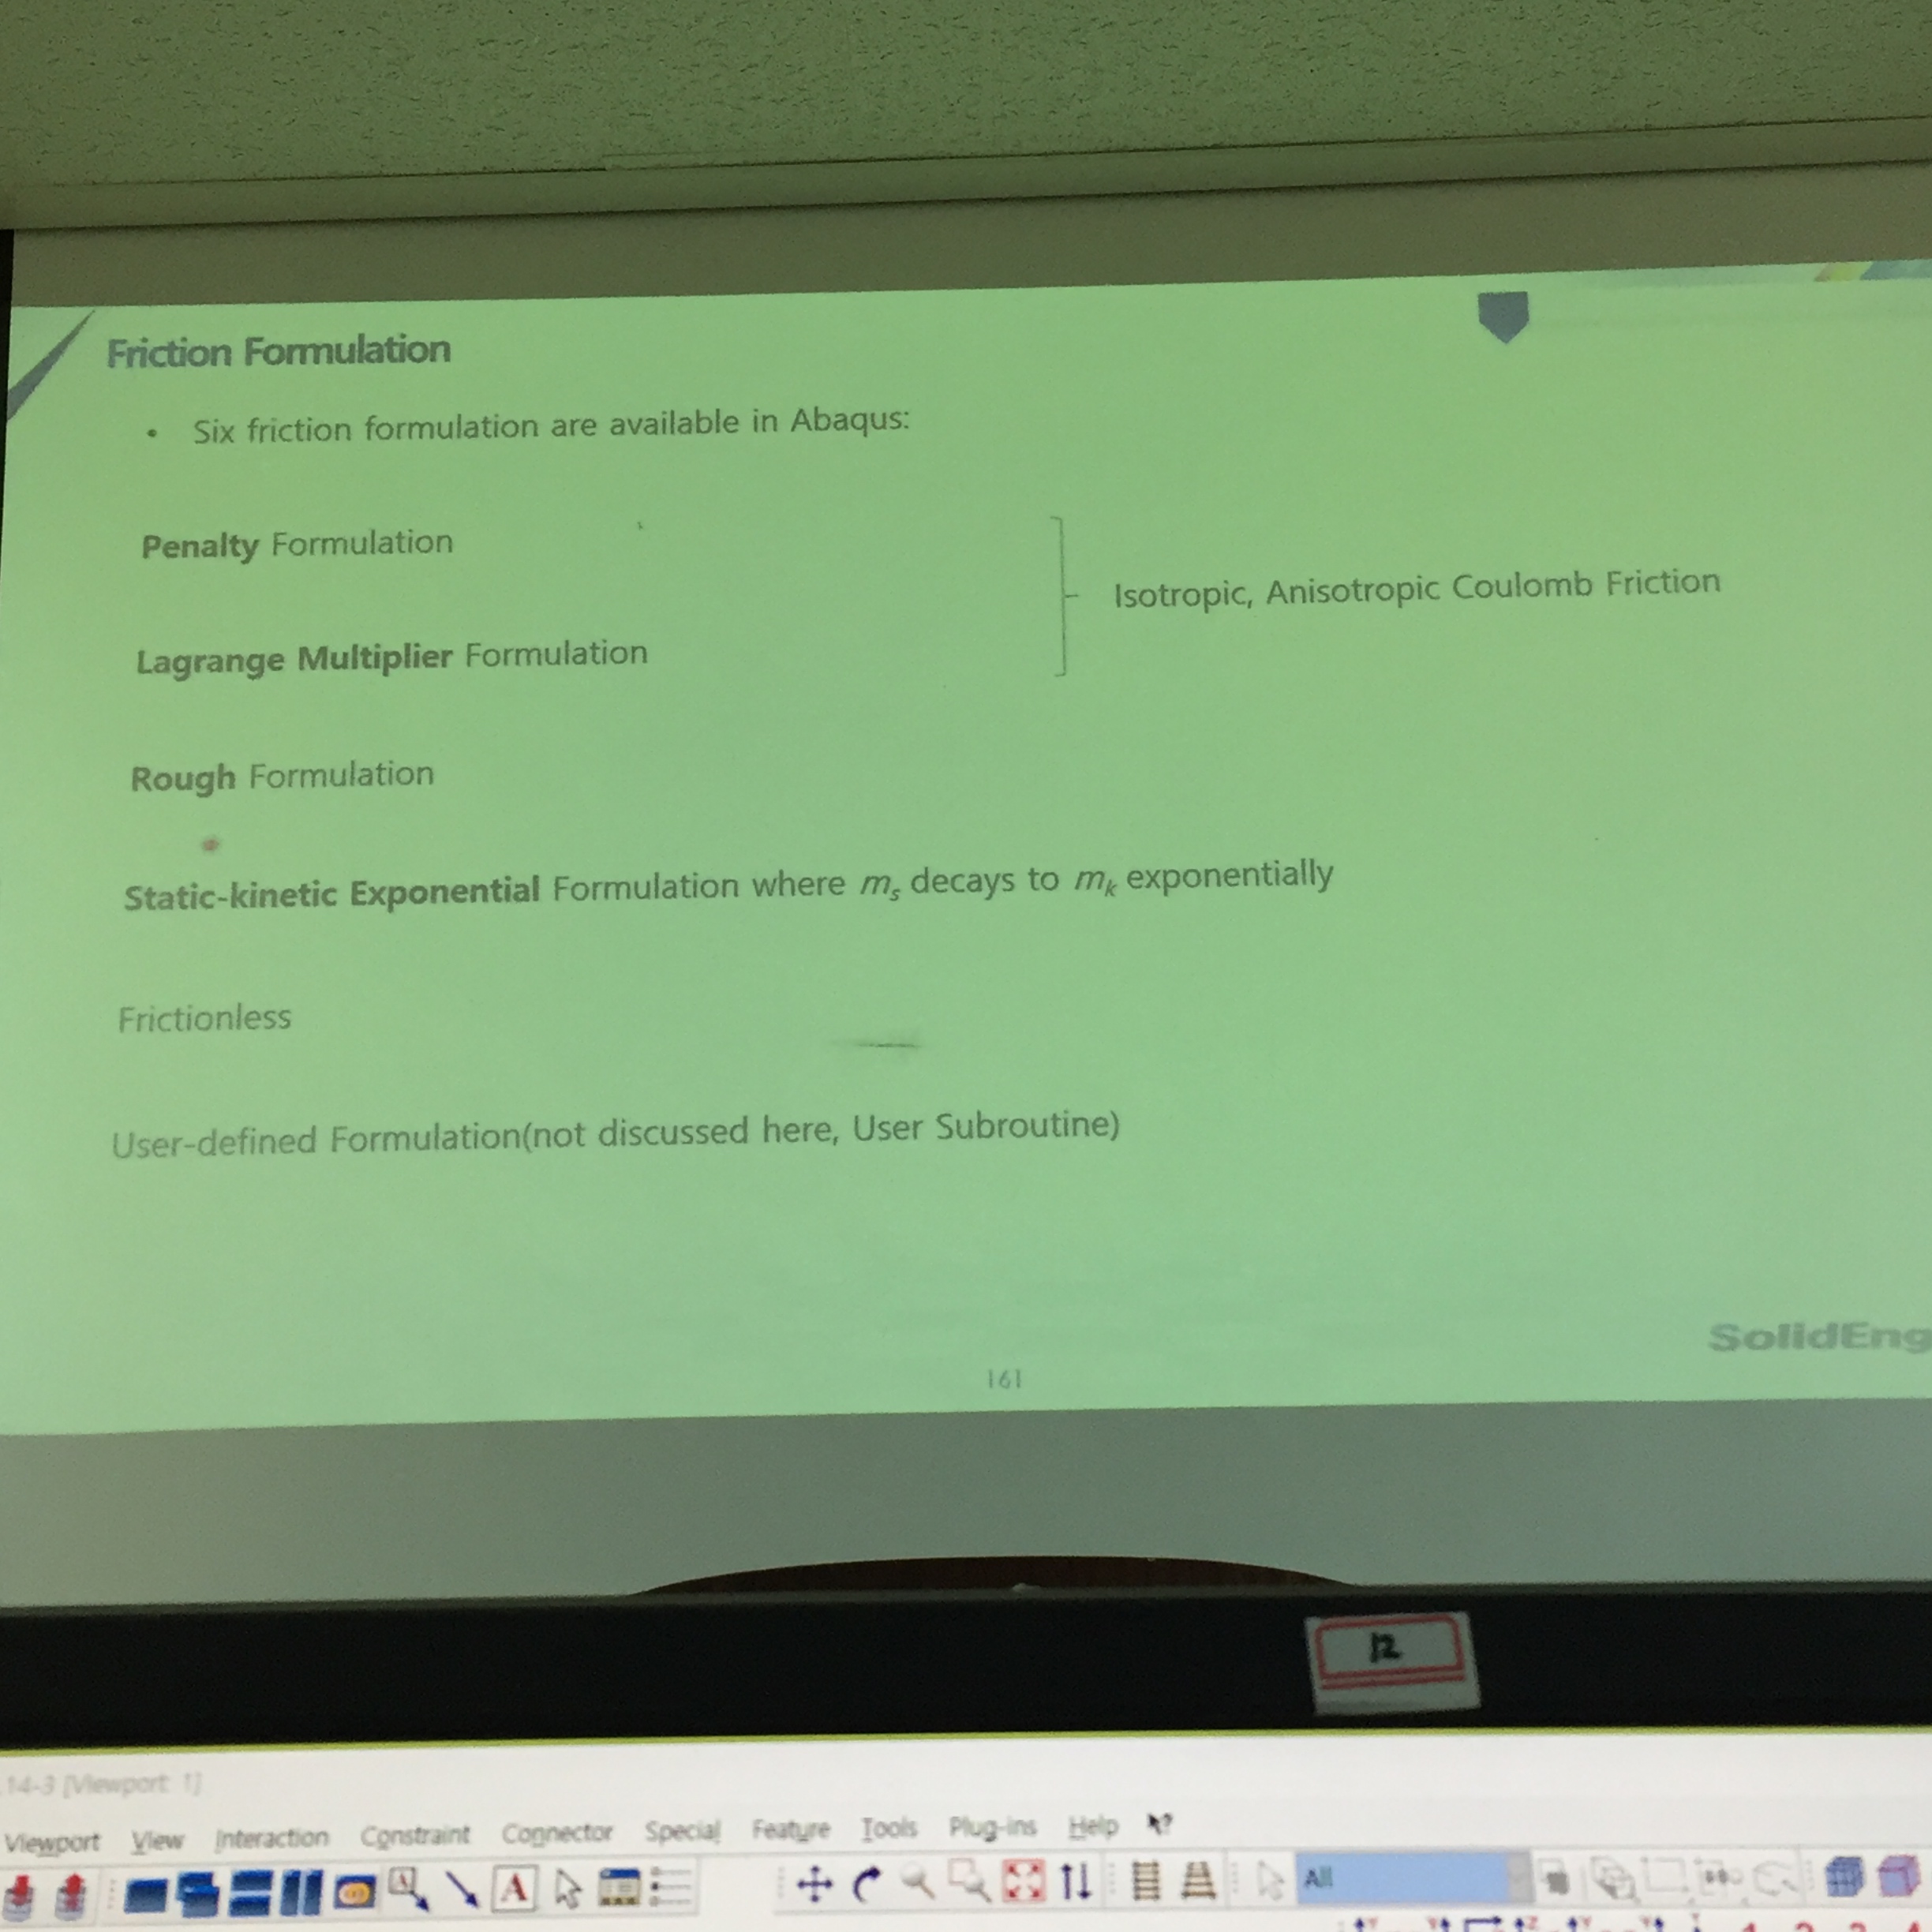 Friction Formulation
• Six friction formulation are available in Abaqus:
Penalty Formulation
Isotropic, Anisotropic Coulomb Friction
Lagrange Multiplier Formulation
Rough Formulation
Static-kinetic Exponential Formulation where mₛ decays to mₖ exponentially
Frictionless
User-defined Formulation(not discussed here, User Subroutine)
SolidEng
161
12
14-3 [Viewport: 1]
Viewport View Interaction Constraint Connector Special Feature Tools Plug-ins Help
A A All